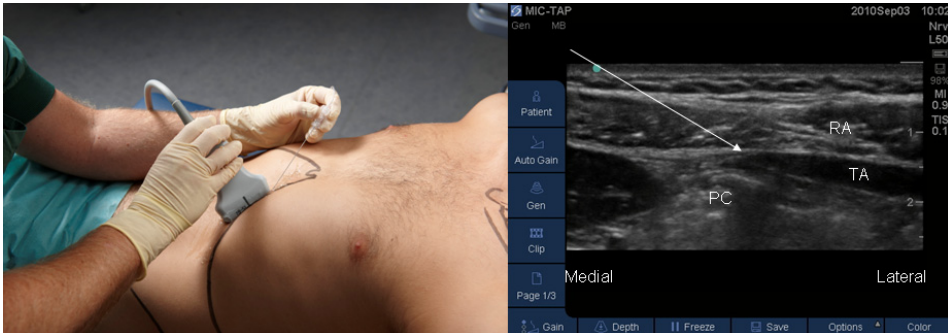 MIC-TAP 2010Sep03 10:02
Gen MB Nrv
L50
98%
MI
0.9
TIS
0.1
Patient
Auto Gain
Gen
Clip
Page 1/3
RA
1
TA
PC
2
Medial Lateral
Gain Depth Freeze Save Options Color